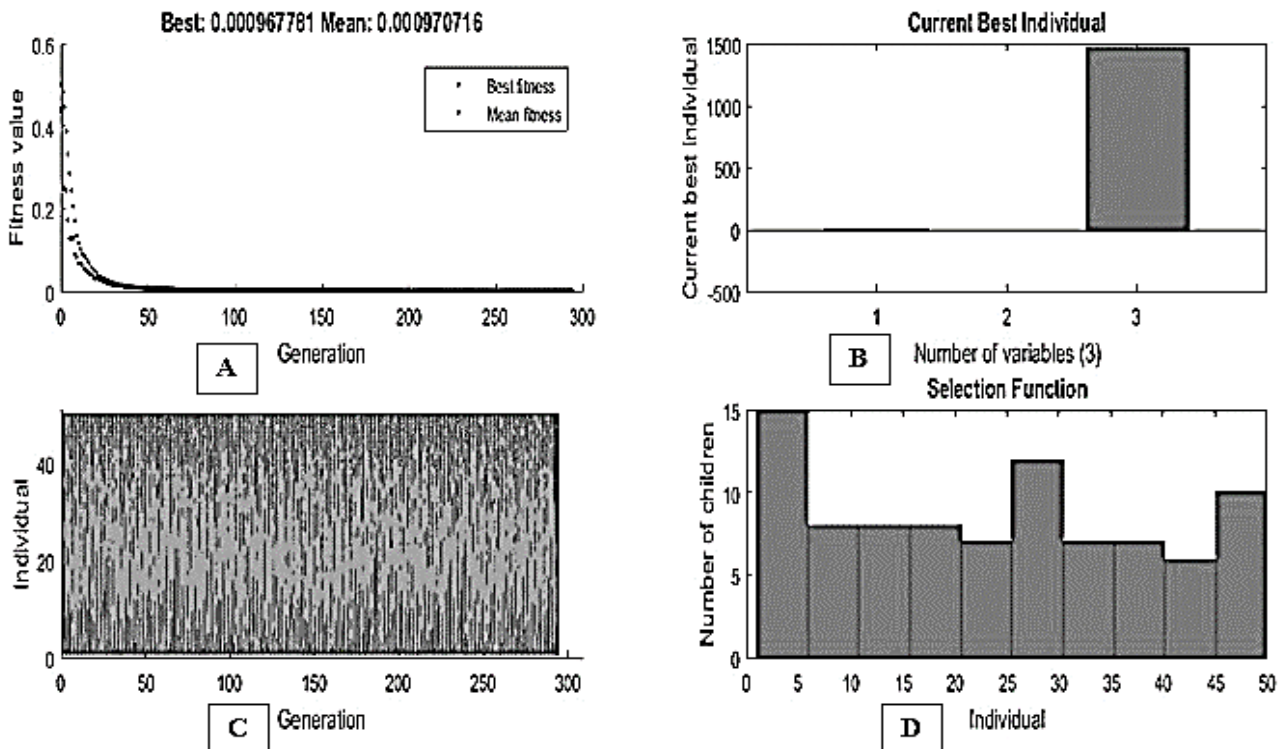 Best: 0.000967781 Mean: 0.000970716
0.6
0.4
0.2
0
Fitness value
Best fitness
Mean fitness
0 50 100 150 200 250 300
A
Generation
Current Best Individual
1500
1000
500
0
-500
Current best individual
1 2 3
B
Number of variables (3)
40
20
0
Individual
0 50 100 150 200 250 300
C
Generation
Selection Function
15
10
5
0
Number of children
0 5 10 15 20 25 30 35 40 45 50
D
Individual